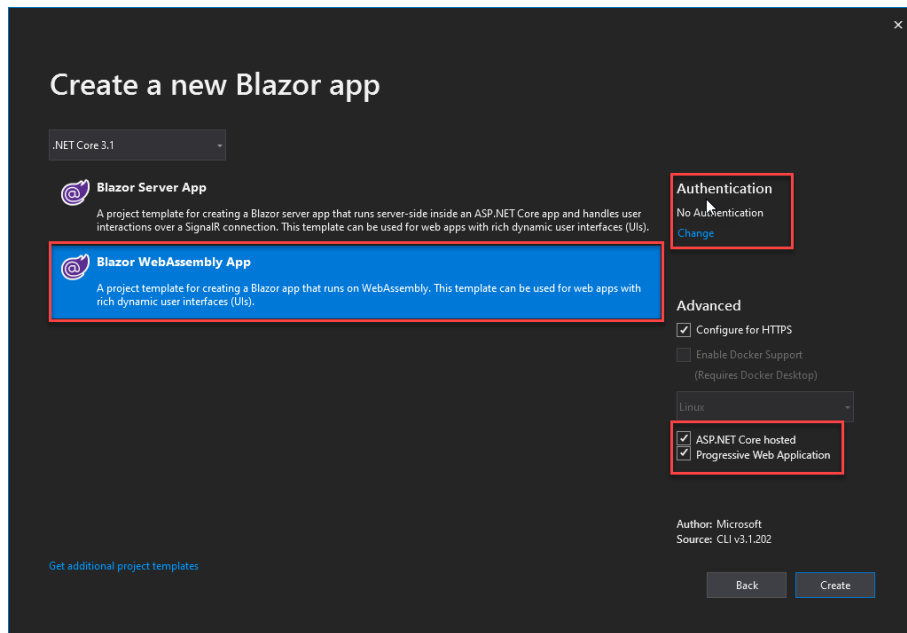 Create a new Blazor app
.NET Core 3.1
Blazor Server App
A project template for creating a Blazor server app that runs server-side inside an ASP.NET Core app and handles user
interactions over a SignalR connection. This template can be used for web apps with rich dynamic user interfaces (UIs).
Blazor WebAssembly App
A project template for creating a Blazor app that runs on WebAssembly. This template can be used for web apps with
rich dynamic user interfaces (UIs).
Get additional project templates
Authentication
No Authentication
Change
Advanced
Configure for HTTPS
Enable Docker Support
(Requires Docker Desktop)
Linux
ASP.NET Core hosted
Progressive Web Application
Author: Microsoft
Source: CLI v3.1.202
Back
Create